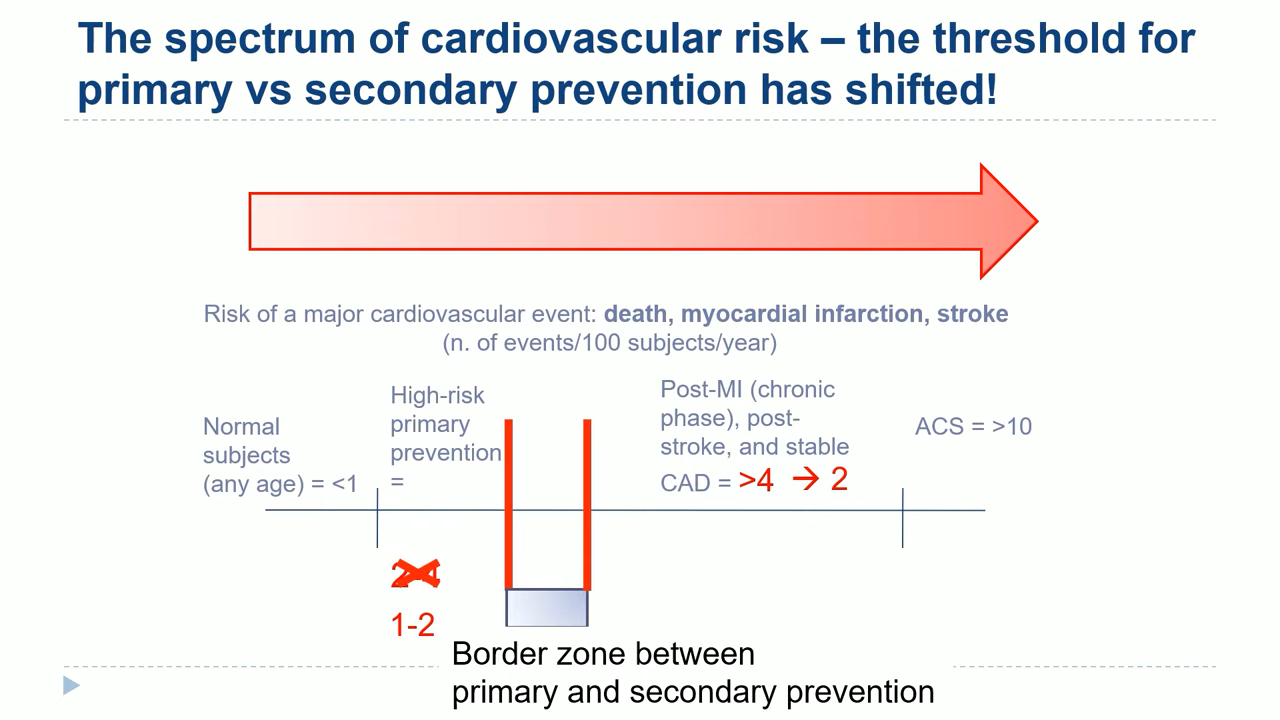 The spectrum of cardiovascular risk – the threshold for
primary vs secondary prevention has shifted!
Risk of a major cardiovascular event: death, myocardial infarction, stroke
(n. of events/100 subjects/year)
Normal
subjects
(any age) = <1
High-risk
primary
prevention
=
2-4
1-2
Post-MI (chronic
phase), post-
stroke, and stable
CAD = >4 → 2
ACS = >10
Border zone between
primary and secondary prevention